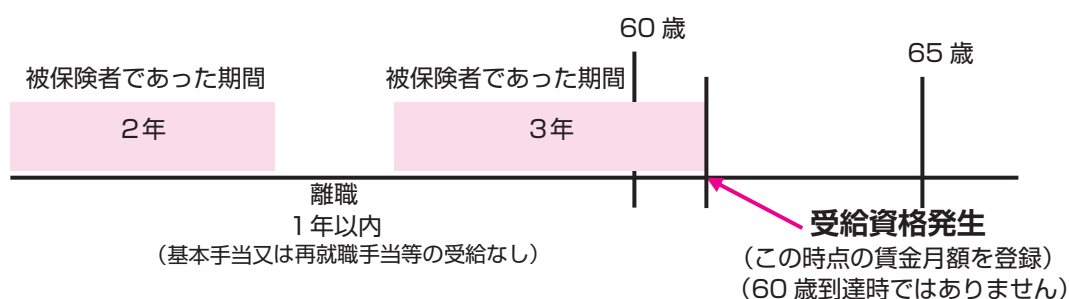 60 歳
65 歳
被保険者であった期間
被保険者であった期間
2年
3年
離職
1年以内
(基本手当又は再就職手当等の受給なし)
受給資格発生
(この時点の賃金月額を登録)
(60 歳到達時ではありません)